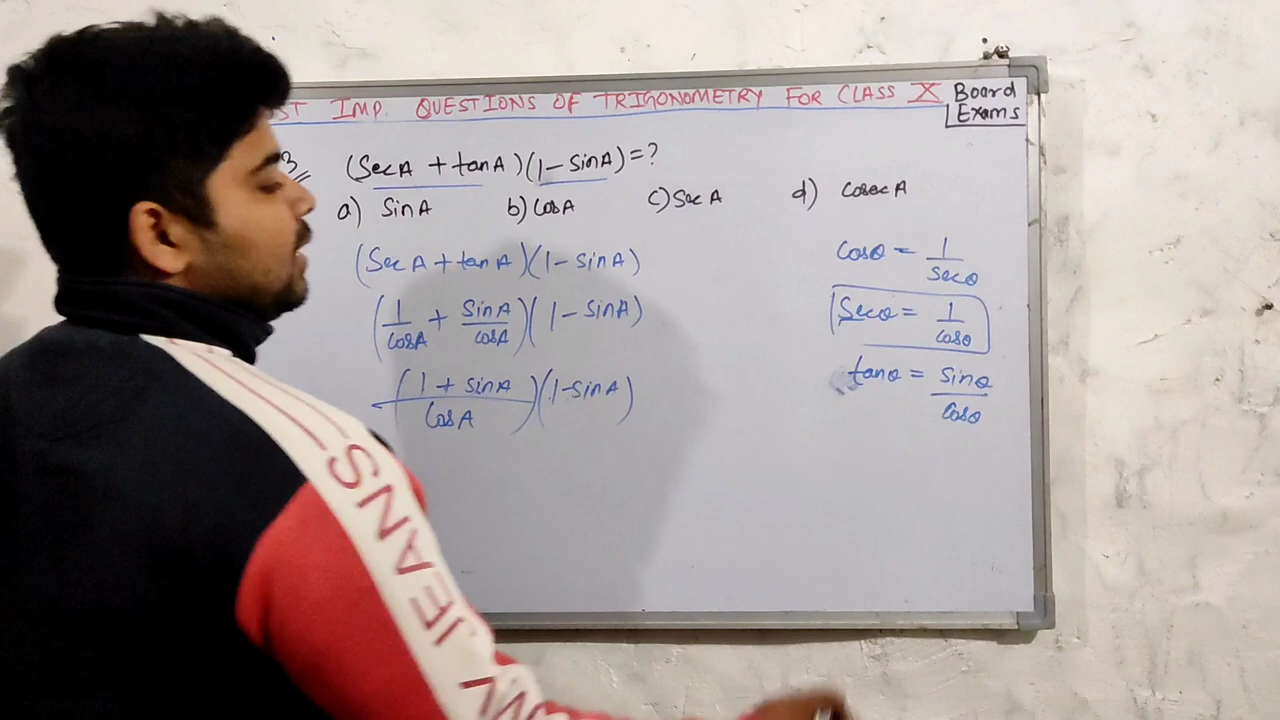 ST IMP. QUESTIONS OF TRIGONOMETRY FOR CLASS X Board Exams
3 (SecA + tanA)(1-SinA)=?
a) SinA b) CosA c) SecA d) CosecA
(SecA + tanA)(1-SinA)
(1/CosA + SinA/CosA)(1-SinA)
((1+SinA)/CosA)(1-SinA)
Cosθ = 1/Secθ
Secθ = 1/Cosθ
tanθ = Sinθ/Cosθ
JEANS